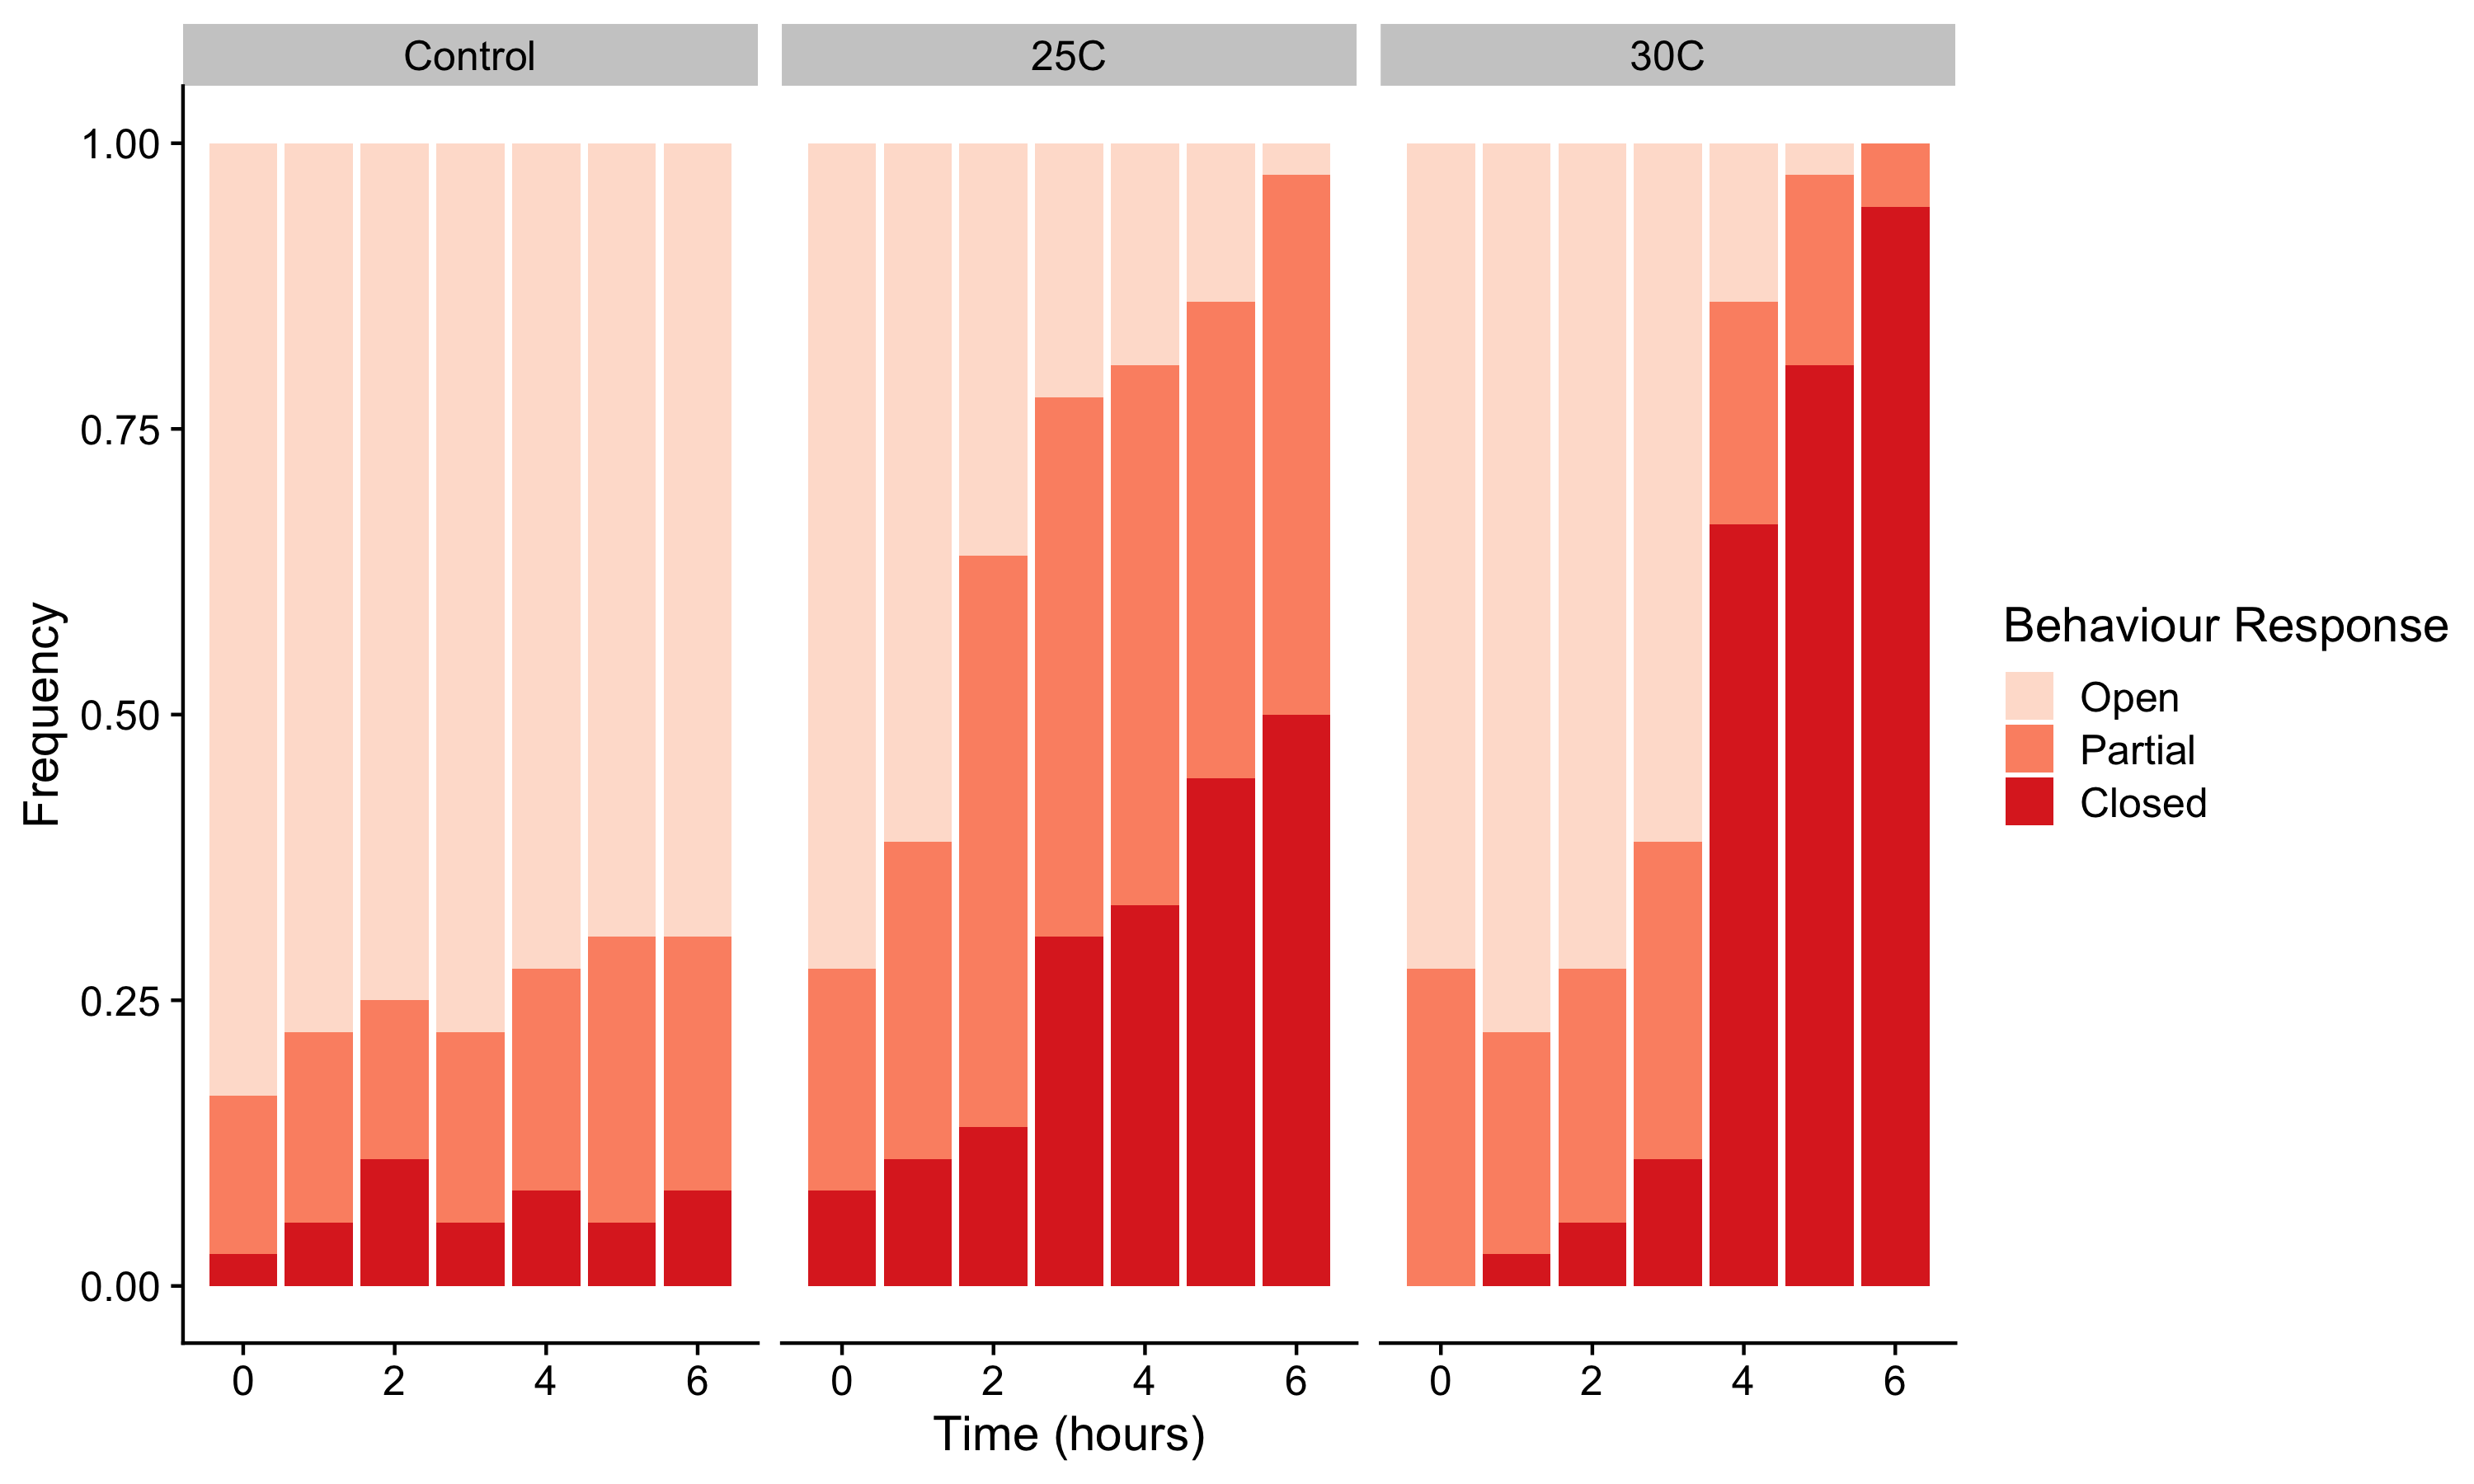 Control 25C 30C
1.00
0.75
0.50
0.25
0.00
Frequency
0 2 4 6 0 2 4 6 0 2 4 6
Time (hours)
Behaviour Response
Open
Partial
Closed